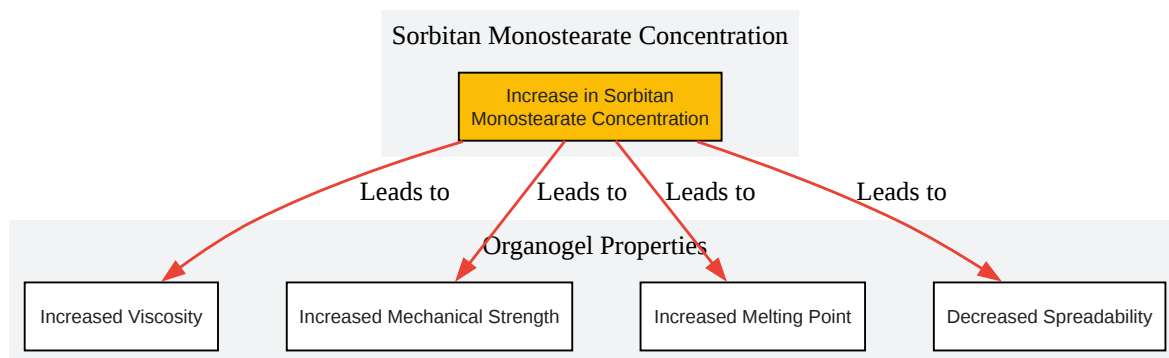 Sorbitan Monostearate Concentration
Increase in Sorbitan
Monostearate Concentration
Leads to
Leads to
Leads to
Leads to
Organogel Properties
Increased Viscosity
Increased Mechanical Strength
Increased Melting Point
Decreased Spreadability